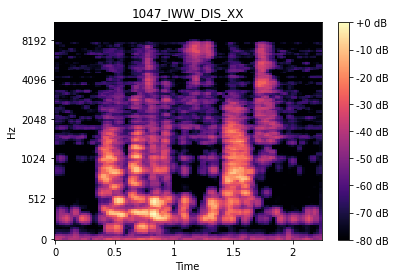 1047_IWW_DIS_XX
8192
4096
2048
1024
512
0
Hz
0
0.5
1
1.5
2
Time
+0 dB
-10 dB
-20 dB
-30 dB
-40 dB
-50 dB
-60 dB
-70 dB
-80 dB